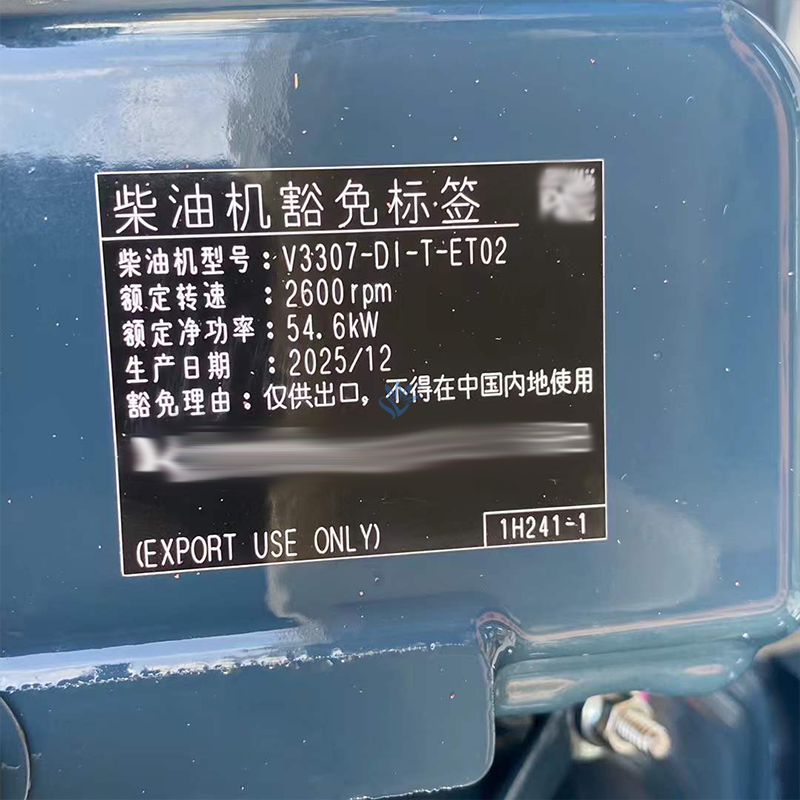 柴油机豁免标签
柴油机型号：V3307-DI-T-ET02
额定转速：2600rpm
额定净功率：54.6kW
生产日期：2025/12
豁免理由：仅供出口，不得在中国内地使用
(EXPORT USE ONLY)
1H241-1